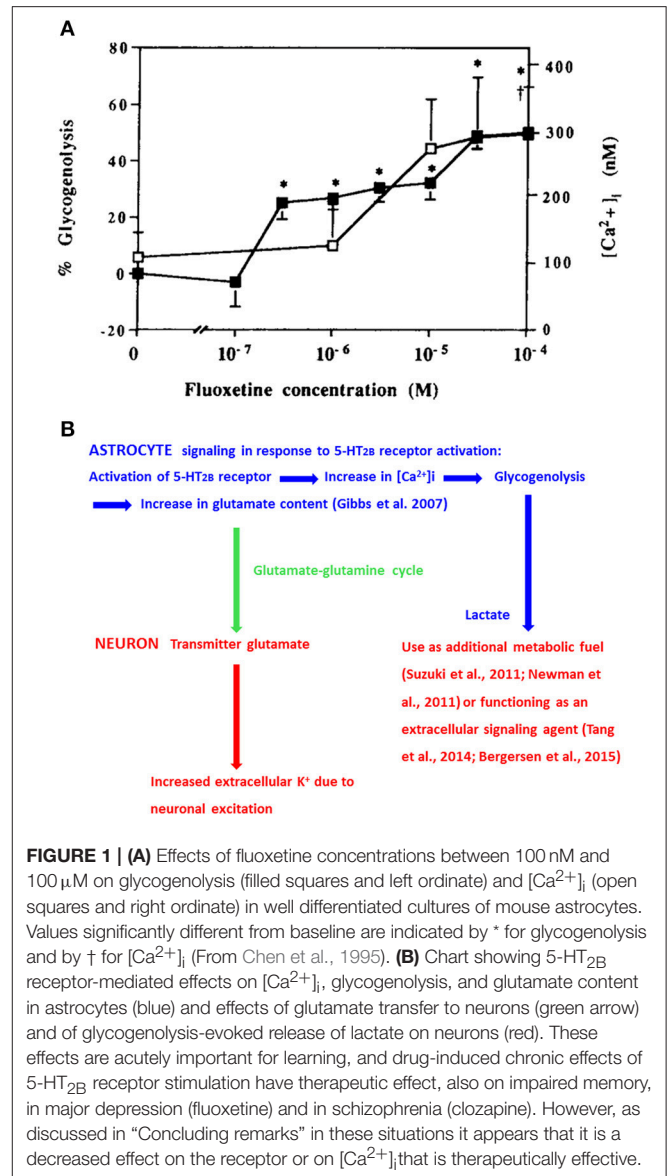 A
80
60
40
20
0
-20
% Glycogenolysis
400
300
200
100
0
[Ca²⁺]i (nM)
* * * * * * *
†
0 10⁻⁷ 10⁻⁶ 10⁻⁵ 10⁻⁴
Fluoxetine concentration (M)
B
ASTROCYTE signaling in response to 5-HT2B receptor activation:
Activation of 5-HT2B receptor Increase in [Ca²⁺]i Glycogenolysis
Increase in glutamate content (Gibbs et al. 2007)
Glutamate-glutamine cycle
Lactate
NEURON Transmitter glutamate
Use as additional metabolic fuel
(Suzuki et al., 2011; Newman et
al., 2011) or functioning as an
extracellular signaling agent (Tang
et al., 2014; Bergersen et al., 2015)
Increased extracellular K⁺ due to
neuronal excitation
FIGURE 1 | (A) Effects of fluoxetine concentrations between 100 nM and
100 μM on glycogenolysis (filled squares and left ordinate) and [Ca²⁺]i (open
squares and right ordinate) in well differentiated cultures of mouse astrocytes.
Values significantly different from baseline are indicated by * for glycogenolysis
and by † for [Ca²⁺]i (From Chen et al., 1995). (B) Chart showing 5-HT2B
receptor-mediated effects on [Ca²⁺]i, glycogenolysis, and glutamate content
in astrocytes (blue) and effects of glutamate transfer to neurons (green arrow)
and of glycogenolysis-evoked release of lactate on neurons (red). These
effects are acutely important for learning, and drug-induced chronic effects of
5-HT2B receptor stimulation have therapeutic effect, also on impaired memory,
in major depression (fluoxetine) and in schizophrenia (clozapine). However, as
discussed in “Concluding remarks” in these situations it appears that it is a
decreased effect on the receptor or on [Ca²⁺]ithat is therapeutically effective.